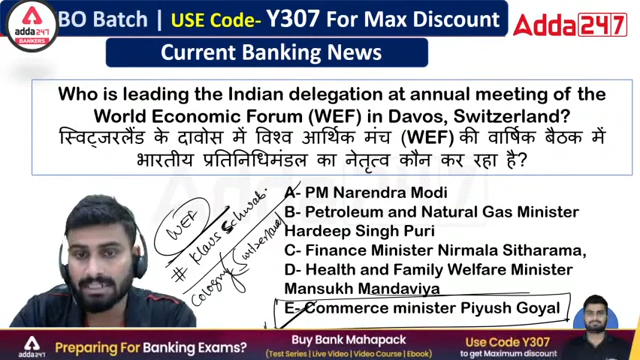 BO Batch | USE Code- Y307 For Max Discount
adda247
BANKERS
Adda247
Current Banking News
Who is leading the Indian delegation at annual meeting of the
World Economic Forum (WEF) in Davos, Switzerland?
स्विट्जरलैंड के दावोस में विश्व आर्थिक मंच (WEF) की वार्षिक बैठक में
भारतीय प्रतिनिधिमंडल का नेतृत्व कौन कर रहा है?
A- PM Narendra Modi
B- Petroleum and Natural Gas Minister
Hardeep Singh Puri
C- Finance Minister Nirmala Sitharama,
D- Health and Family Welfare Minister
Mansukh Mandaviya
E- Commerce minister Piyush Goyal
WEF
# Klaus Schwab.
Cologny Switzerland
adda247
Preparing For Banking Exams?
Buy Bank Mahapack
(Test Series | Live Video | Video Course | Ebook)
Use Code Y307
to get Maximum discount